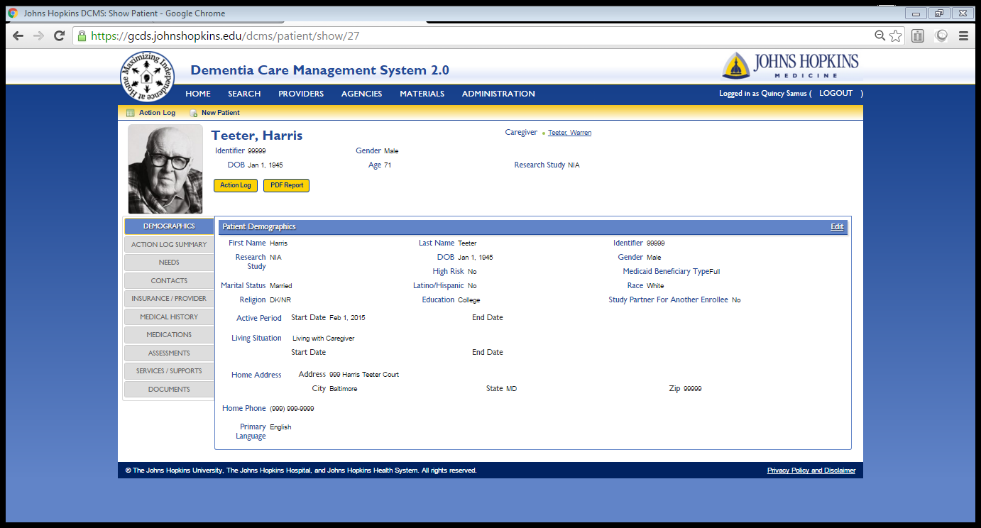 Johns Hopkins DCMS: Show Patient - Google Chrome
https://gcds.johnshopkins.edu/dcms/patient/show/27
Maximizing Independence at Home
Dementia Care Management System 2.0
JOHNS HOPKINS
MEDICINE
HOME SEARCH PROVIDERS AGENCIES MATERIALS ADMINISTRATION
Logged in as Quincy Samus ( LOGOUT )
Action Log New Patient
Teeter, Harris
Caregiver Teeter, Warren
Identifier 99999 Gender Male
DOB Jan 1, 1945 Age 71 Research Study N/A
Action Log PDF Report
DEMOGRAPHICS
ACTION LOG SUMMARY
NEEDS
CONTACTS
INSURANCE / PROVIDER
MEDICAL HISTORY
MEDICATIONS
ASSESSMENTS
SERVICES / SUPPORTS
DOCUMENTS
Patient Demographics Edit
First Name Harris Last Name Teeter Identifier 99999
Research Study N/A DOB Jan 1, 1945 Gender Male
High Risk No Medicaid Beneficiary TypeFull
Marital Status Married Latino/Hispanic No Race White
Religion DK/NR Education College Study Partner For Another Enrollee No
Active Period Start Date Feb 1, 2015 End Date
Living Situation Living with Caregiver
Start Date End Date
Home Address Address 999 Harris Teeter Court
City Baltimore State MD Zip 99999
Home Phone (999) 999-9999
Primary Language English
© The Johns Hopkins University, The Johns Hopkins Hospital, and Johns Hopkins Health System. All rights reserved.
Privacy Policy and Disclaimer